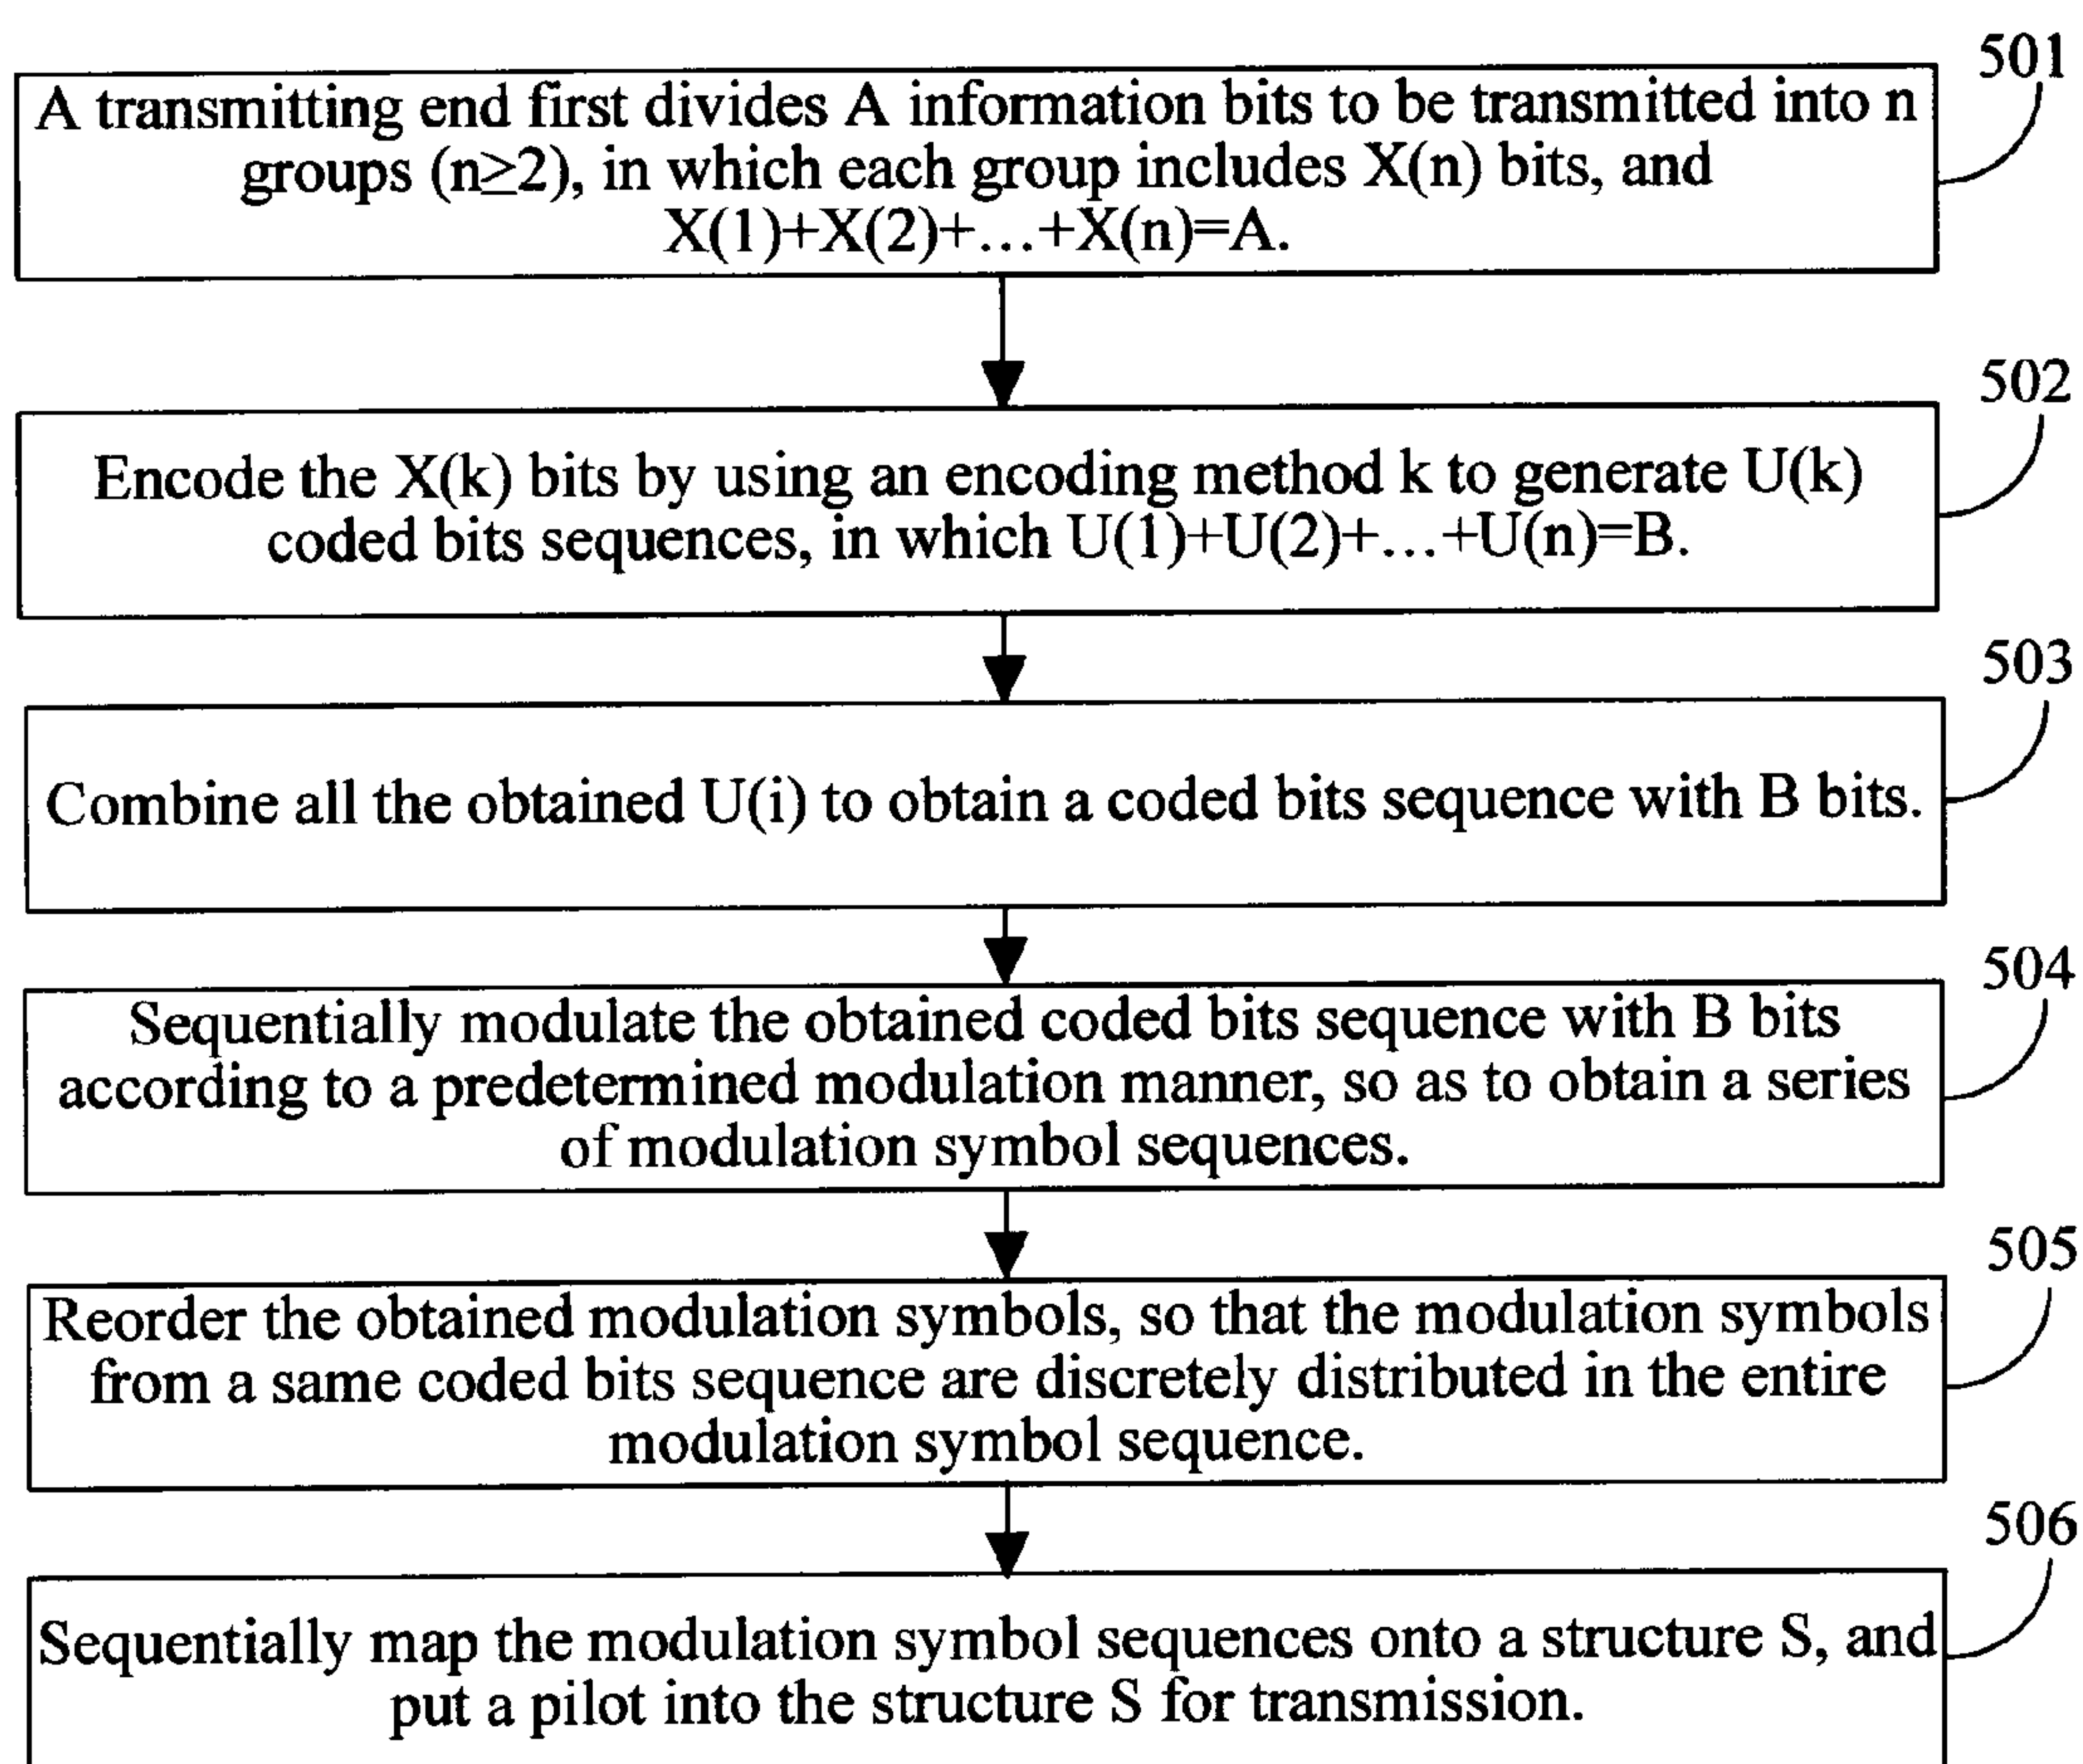 501
A transmitting end first divides A information bits to be transmitted into n
groups (n≥2), in which each group includes X(n) bits, and
X(1)+X(2)+...+X(n)=A.
502
Encode the X(k) bits by using an encoding method k to generate U(k)
coded bits sequences, in which U(1)+U(2)+...+U(n)=B.
503
Combine all the obtained U(i) to obtain a coded bits sequence with B bits.
504
Sequentially modulate the obtained coded bits sequence with B bits
according to a predetermined modulation manner, so as to obtain a series
of modulation symbol sequences.
505
Reorder the obtained modulation symbols, so that the modulation symbols
from a same coded bits sequence are discretely distributed in the entire
modulation symbol sequence.
506
Sequentially map the modulation symbol sequences onto a structure S, and
put a pilot into the structure S for transmission.